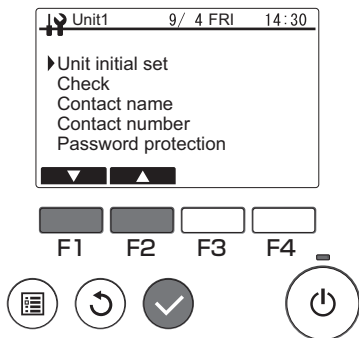 Unit1 9/ 4 FRI 14:30
Unit initial set
Check
Contact name
Contact number
Password protection
F1 F2 F3 F4